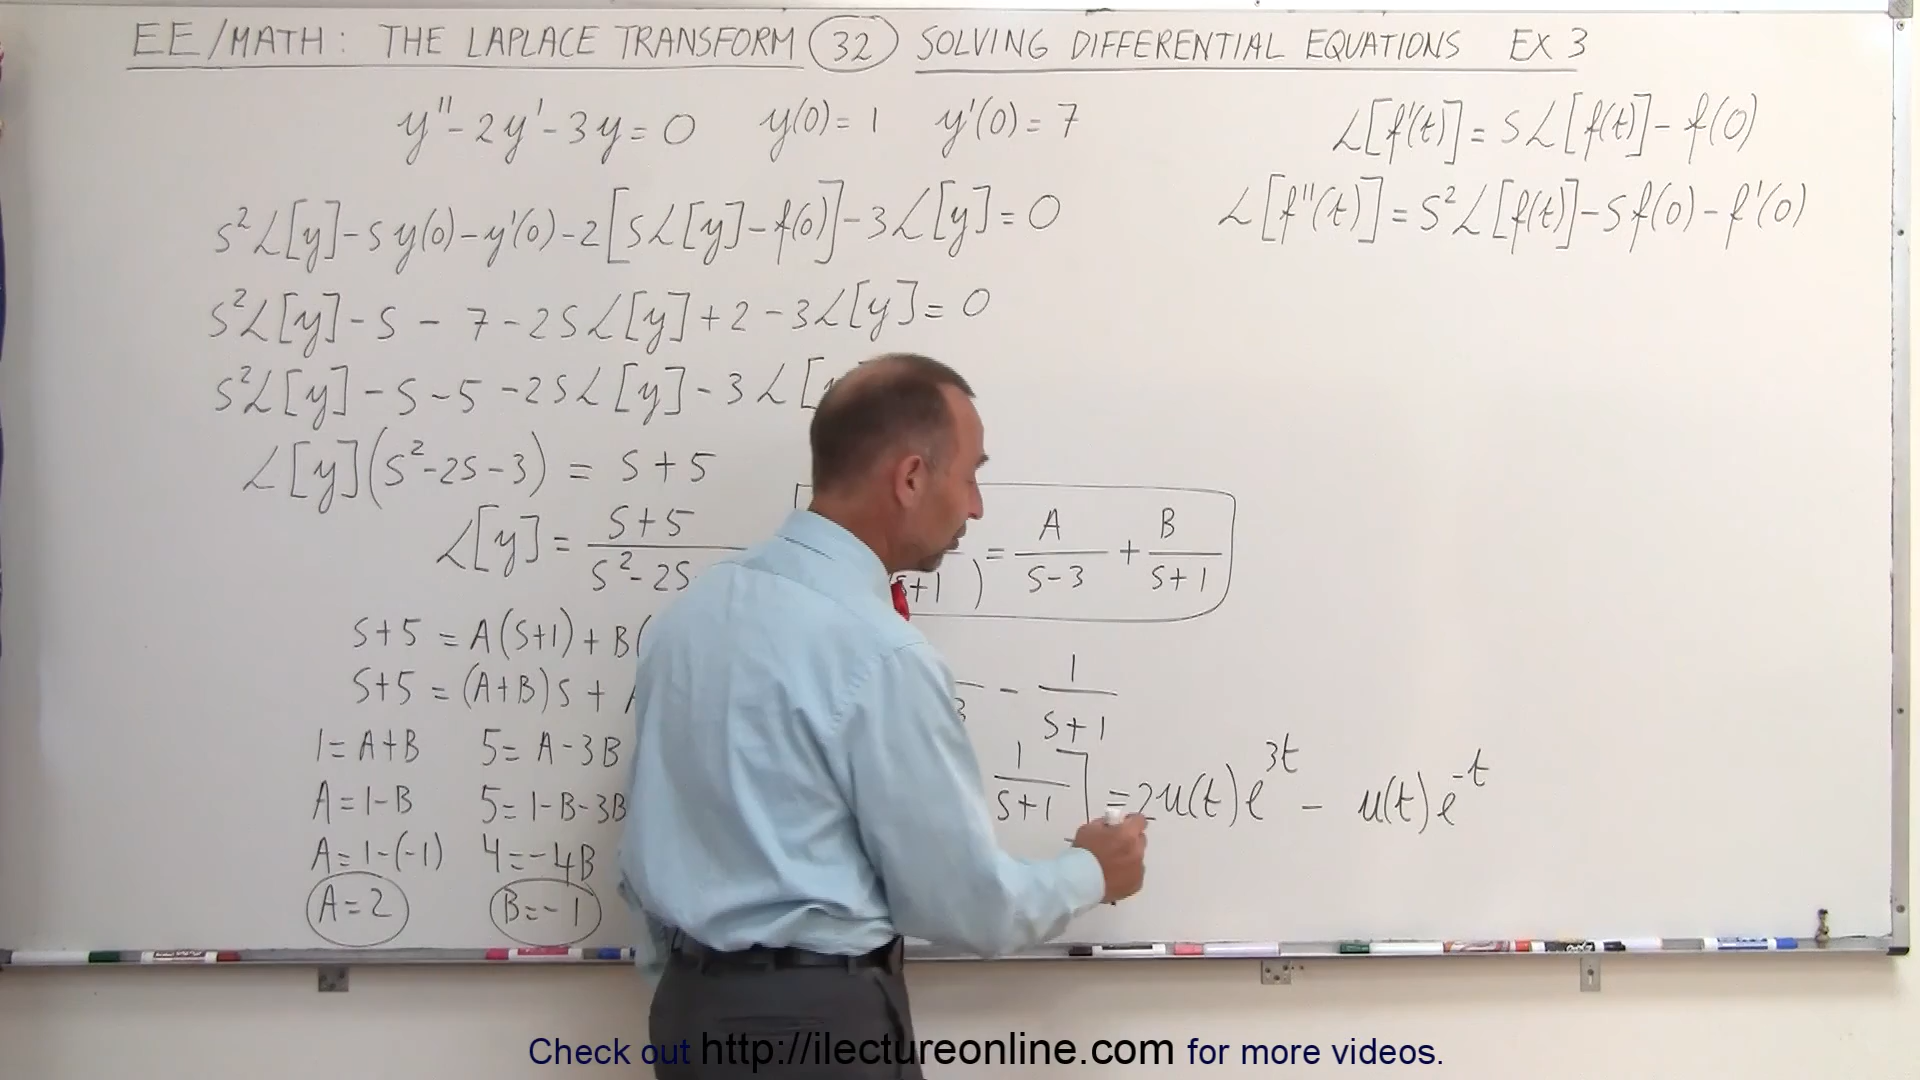 EE/MATH: THE LAPLACE TRANSFORM 32 SOLVING DIFFERENTIAL EQUATIONS EX 3
y"-2y'-3y=0 y(0)=1 y'(0)=7
ℒ[f'(t)]=Sℒ[f(t)]-f(0)
ℒ[f"(t)]=S²ℒ[f(t)]-Sf(0)-f'(0)
S²ℒ[y]-Sy(0)-y'(0)-2[Sℒ[y]-f(0)]-3ℒ[y]=0
S²ℒ[y]-S-7-2Sℒ[y]+2-3ℒ[y]=0
S²ℒ[y]-S-5-2Sℒ[y]-3ℒ[
ℒ[y](S²-2S-3)=S+5
ℒ[y]=(S+5)/(S²-2S
S+1)=A/(S-3)+B/(S+1)
S+5=A(S+1)+B(
S+5=(A+B)S+
3 - 1/(S+1)
1=A+B 5=A-3B
A=1-B 5=1-B-3B
A=1-(-1) 4=-4B
A=2 B=-1
1/(S+1)]=2u(t)e^3t - u(t)e^-t
Check out http://ilectureonline.com for more videos.